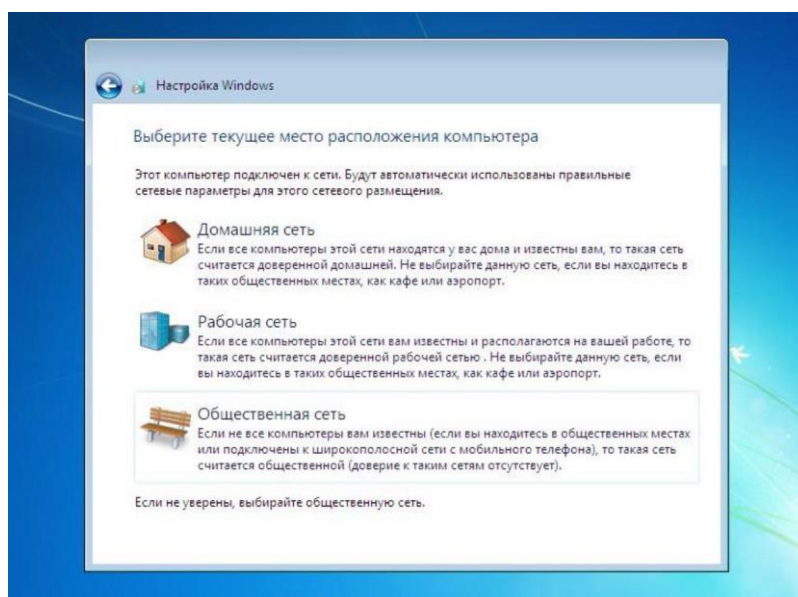 Настройка Windows
Выберите текущее место расположения компьютера
Этот компьютер подключен к сети. Будут автоматически использованы правильные
сетевые параметры для этого сетевого размещения.
Домашняя сеть
Если все компьютеры этой сети находятся у вас дома и известны вам, то такая сеть
считается доверенной домашней. Не выбирайте данную сеть, если вы находитесь в
таких общественных местах, как кафе или аэропорт.
Рабочая сеть
Если все компьютеры этой сети вам известны и располагаются на вашей работе, то
такая сеть считается доверенной рабочей сетью . Не выбирайте данную сеть, если
вы находитесь в таких общественных местах, как кафе или аэропорт.
Общественная сеть
Если не все компьютеры вам известны (если вы находитесь в общественных местах
или подключены к широкополосной сети с мобильного телефона), то такая сеть
считается общественной (доверие к таким сетям отсутствует).
Если не уверены, выбирайте общественную сеть.